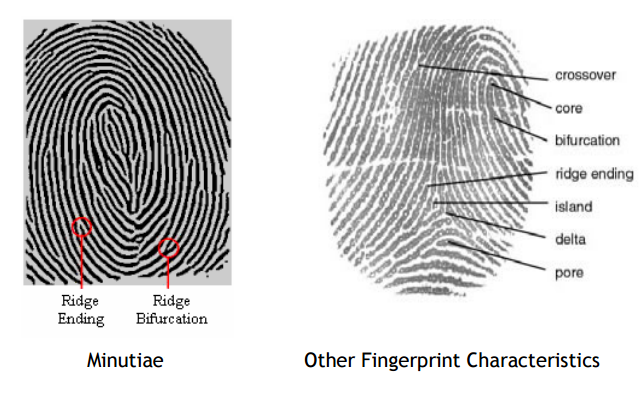 crossover
core
bifurcation
ridge ending
island
delta
pore
Ridge
Ending
Ridge
Bifurcation
Minutiae
Other Fingerprint Characteristics